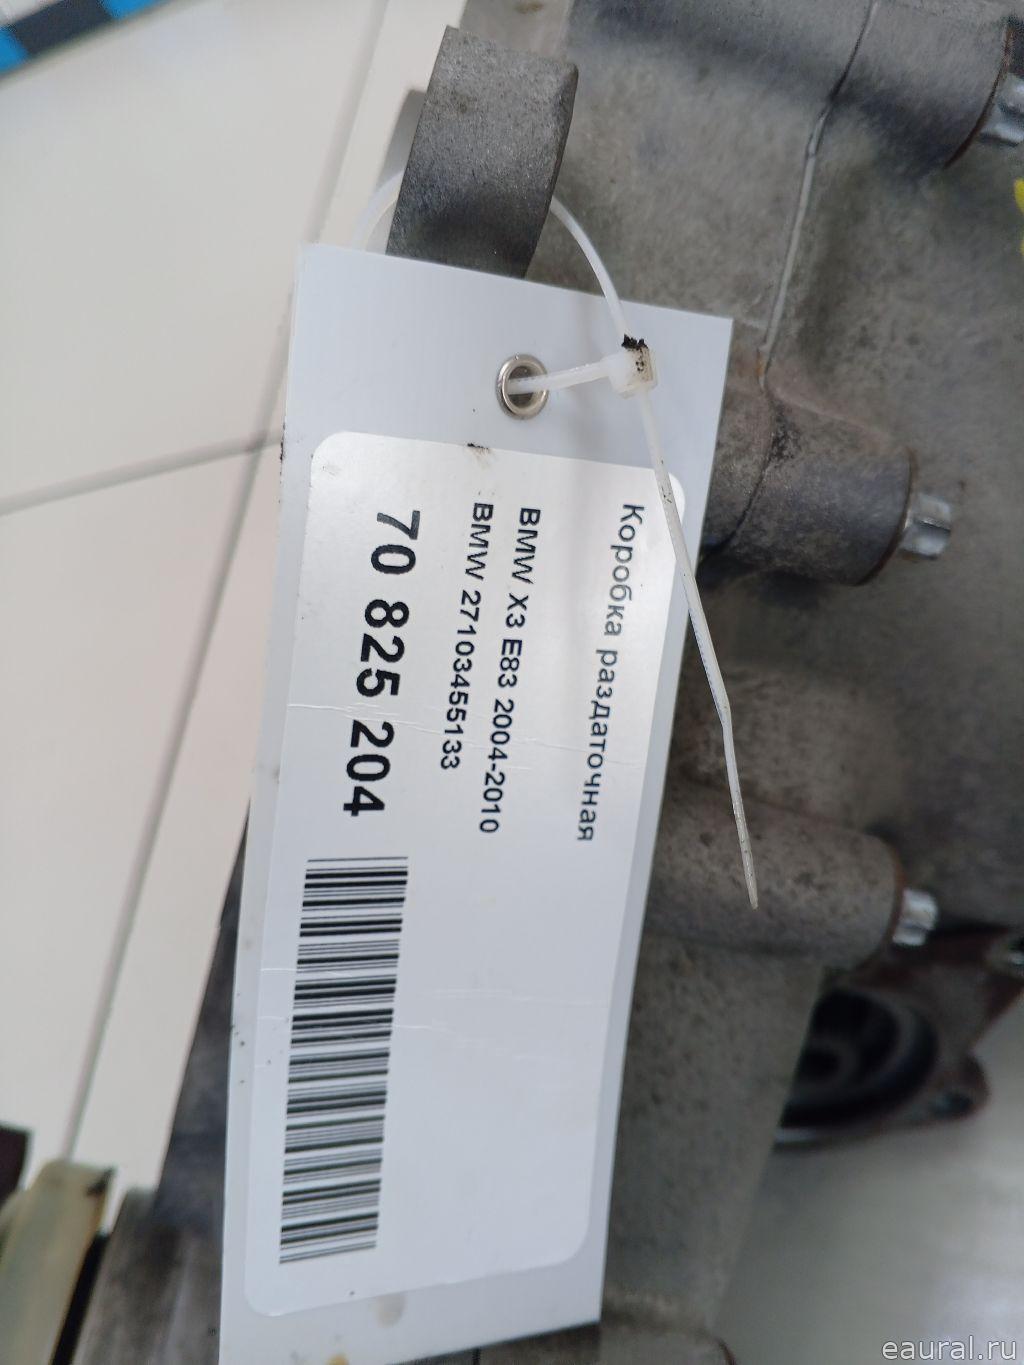 Коробка раздаточная
BMW X3 E83 2004-2010
BMW 27103455133
70 825 204
eaural.ru